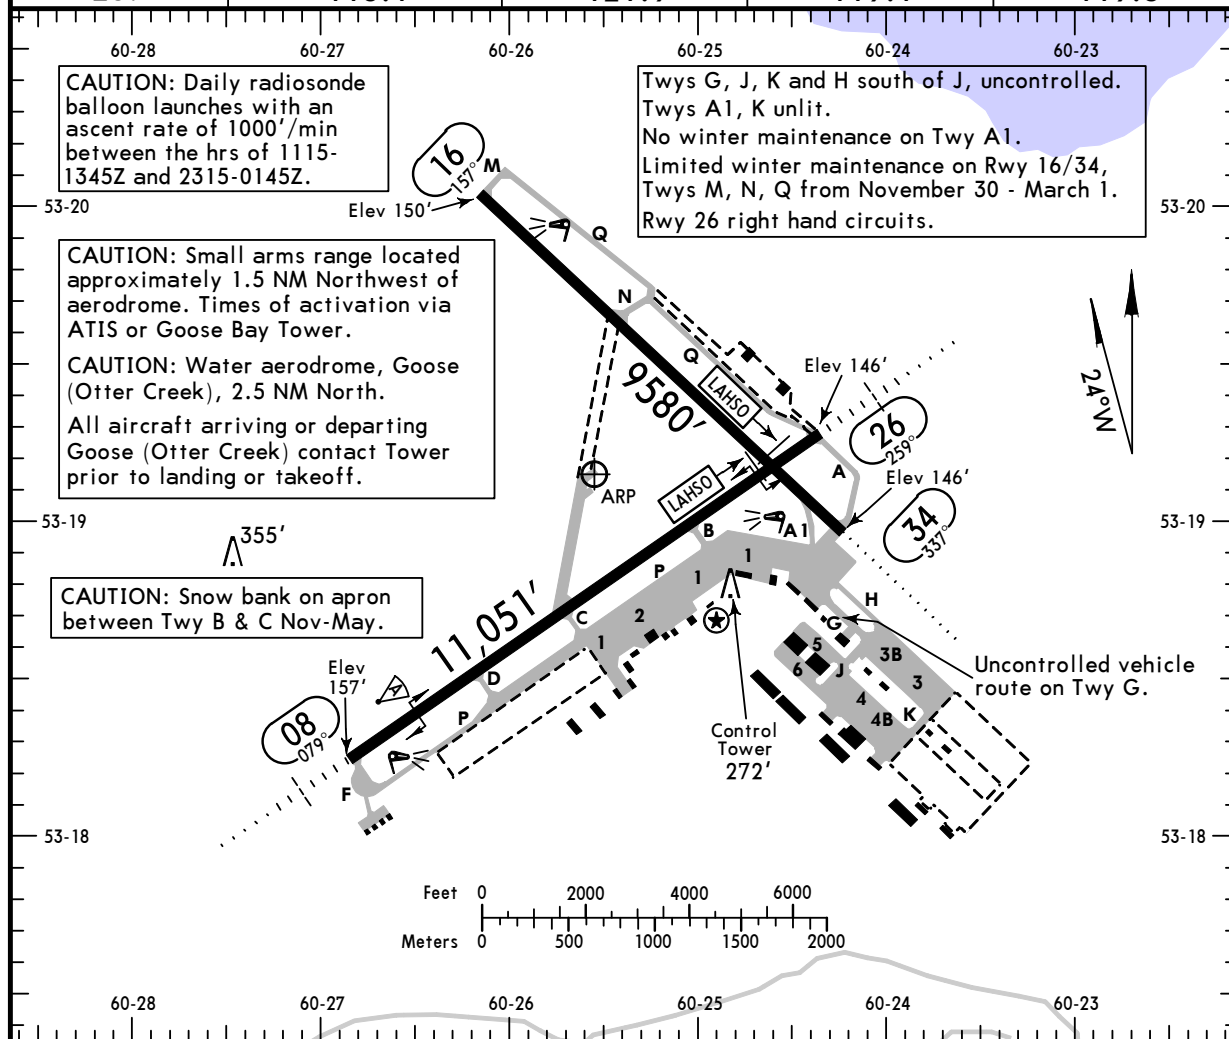 60-28 60-27 60-26 60-25 60-24 60-23
CAUTION: Daily radiosonde
balloon launches with an
ascent rate of 1000'/min
between the hrs of 1115-
1345Z and 2315-0145Z.
Twys G, J, K and H south of J, uncontrolled.
Twys A1, K unlit.
No winter maintenance on Twy A1.
Limited winter maintenance on Rwy 16/34,
Twys M, N, Q from November 30 - March 1.
Rwy 26 right hand circuits.
16
157°
M
53-20
Elev 150'
53-20
Q
CAUTION: Small arms range located
approximately 1.5 NM Northwest of
aerodrome. Times of activation via
ATIS or Goose Bay Tower.
CAUTION: Water aerodrome, Goose
(Otter Creek), 2.5 NM North.
All aircraft arriving or departing
Goose (Otter Creek) contact Tower
prior to landing or takeoff.
N
Q
9580'
LAHSO
Elev 146'
24°W
26
259°
A
Elev 146'
LAHSO
ARP
53-19
53-19
34
337°
B
A1
355'
1
P
1
CAUTION: Snow bank on apron
between Twy B & C Nov-May.
H
C
2
G
11,051'
1
5
3B
Elev
157'
6
J
3
Uncontrolled vehicle
route on Twy G.
D
A
4
K
P
4B
08
079°
Control
Tower
272'
F
53-18
53-18
Feet 0 2000 4000 6000
Meters 0 500 1000 1500 2000
60-28 60-27 60-26 60-25 60-24 60-23